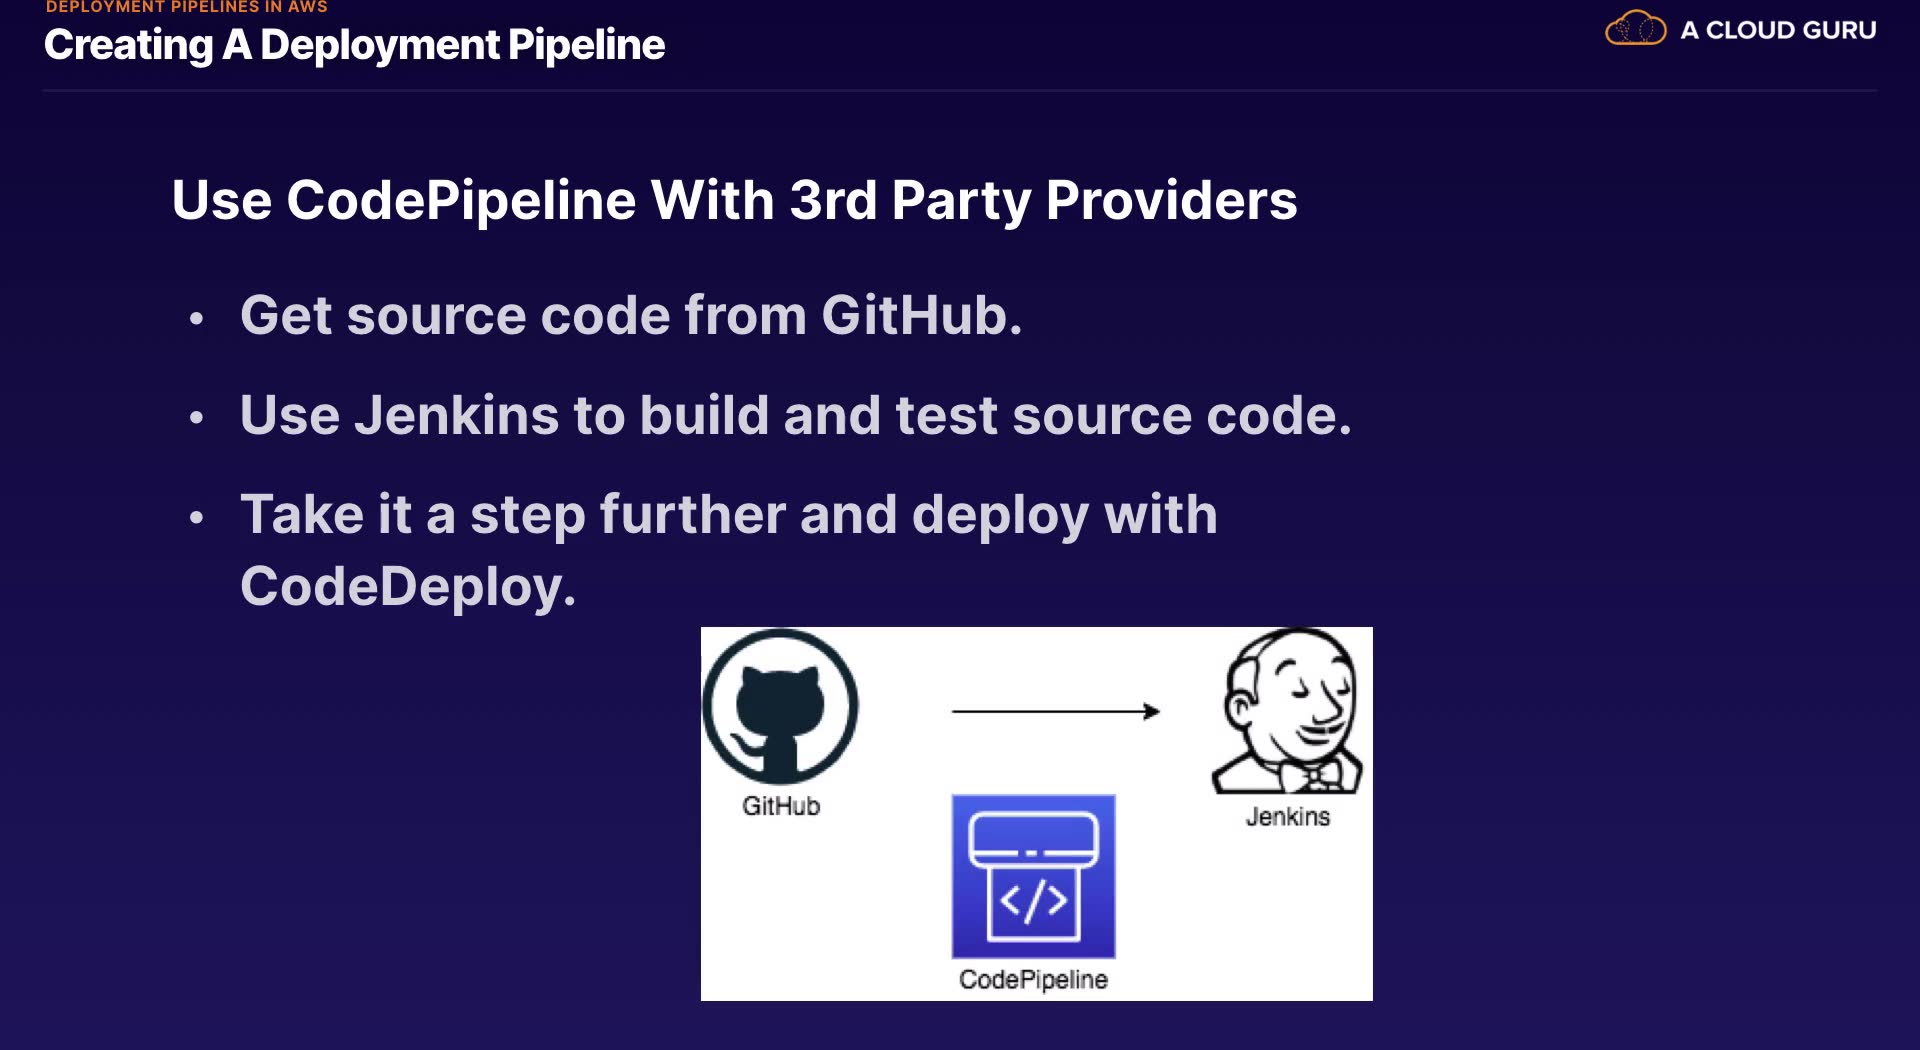 DEPLOYMENT PIPELINES IN AWS
Creating A Deployment Pipeline
A CLOUD GURU
Use CodePipeline With 3rd Party Providers
• Get source code from GitHub.
• Use Jenkins to build and test source code.
• Take it a step further and deploy with
CodeDeploy.
GitHub
Jenkins
</>
CodePipeline